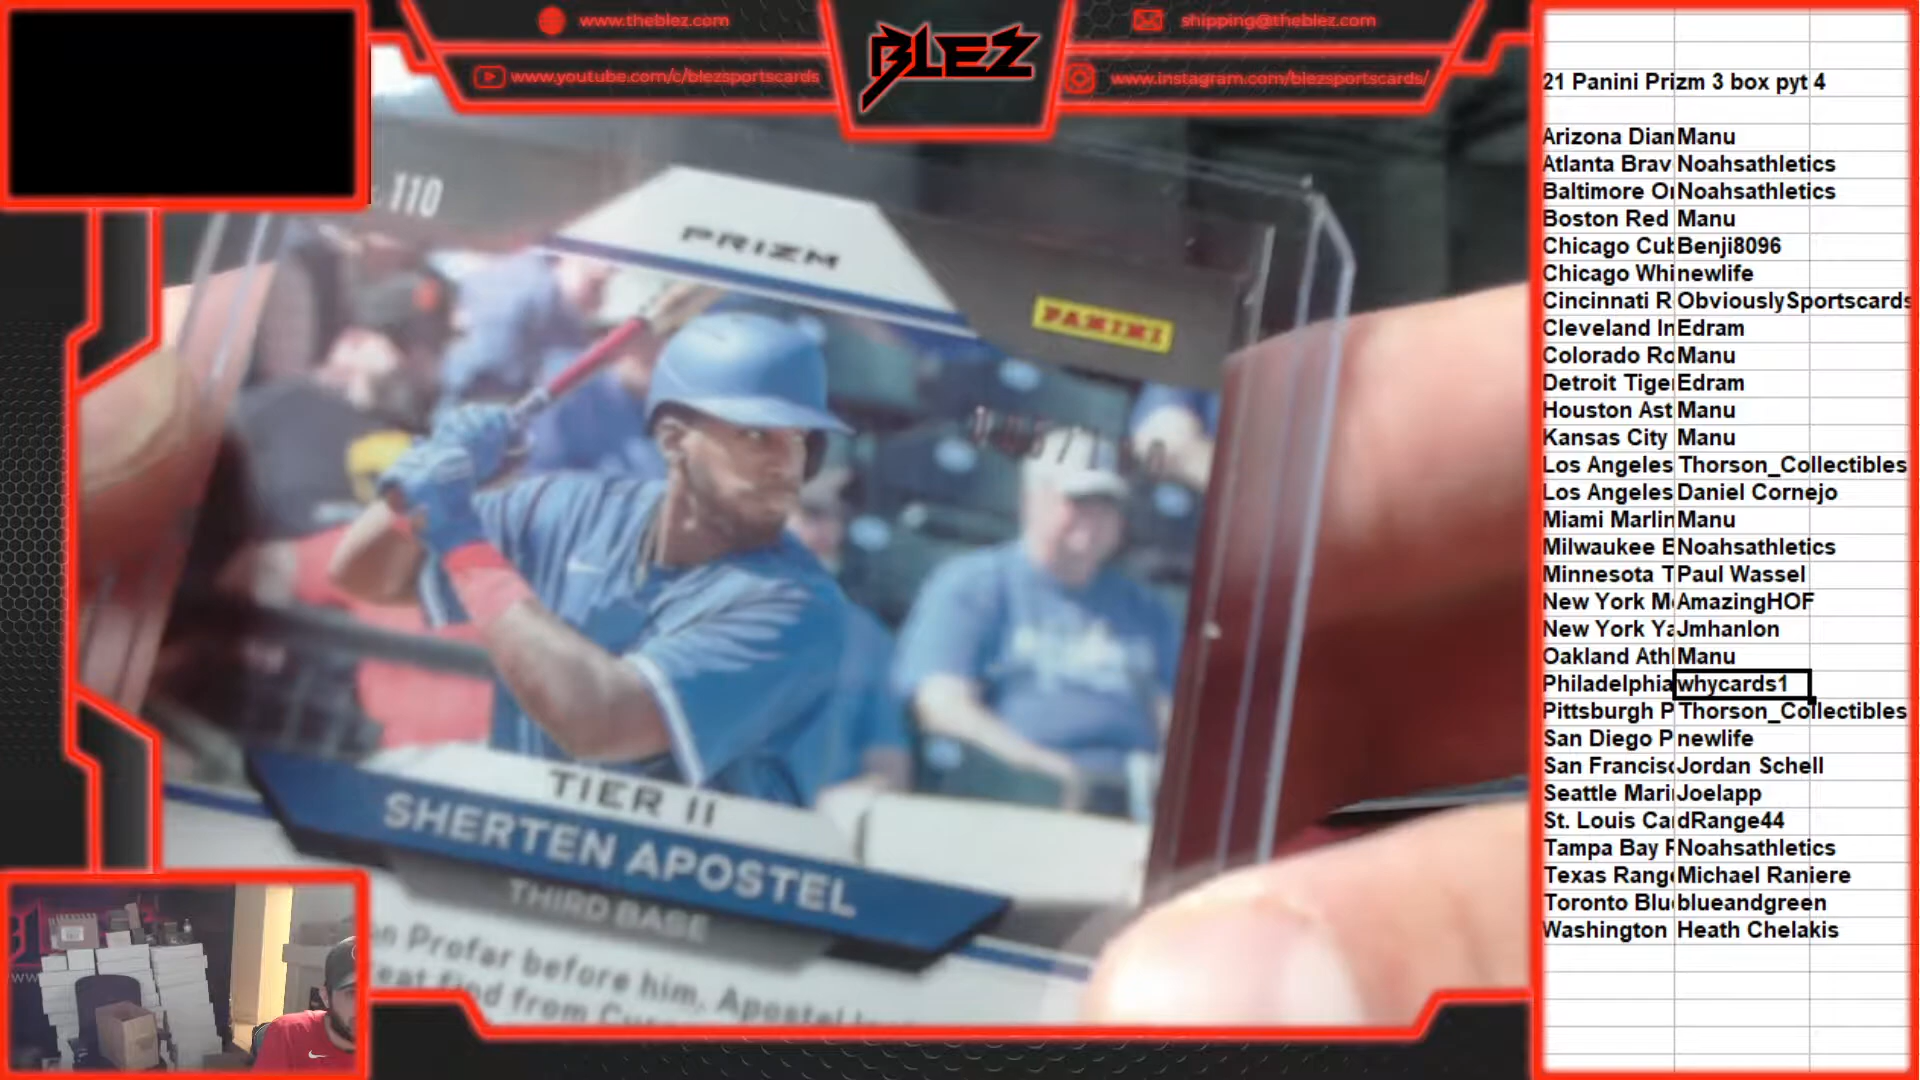 www.theblez.com
BLEZ
shipping@theblez.com
www.youtube.com/c/blezsportscards
www.instagram.com/blezsportscards/
110
PRIZM
PANINI
TIER II
SHERTEN APOSTEL
THIRD BASE
n Profar before him, Apostel
from
21 Panini Prizm 3 box pyt 4
Arizona Dian Manu
Atlanta Brav Noahsathletics
Baltimore O Noahsathletics
Boston Red Manu
Chicago Cub Benji8096
Chicago Whi newlife
Cincinnati R ObviouslySportscards
Cleveland In Edram
Colorado Ro Manu
Detroit Tige Edram
Houston Ast Manu
Kansas City Manu
Los Angeles Thorson_Collectibles
Los Angeles Daniel Cornejo
Miami Marlin Manu
Milwaukee B Noahsathletics
Minnesota T Paul Wassel
New York M AmazingHOF
New York Ya Jmhanlon
Oakland Ath Manu
Philadelphia whycards1
Pittsburgh P Thorson_Collectibles
San Diego P newlife
San Francisc Jordan Schell
Seattle Mari Joelapp
St. Louis Car dRange44
Tampa Bay R Noahsathletics
Texas Range Michael Raniere
Toronto Blu blueandgreen
Washington Heath Chelakis